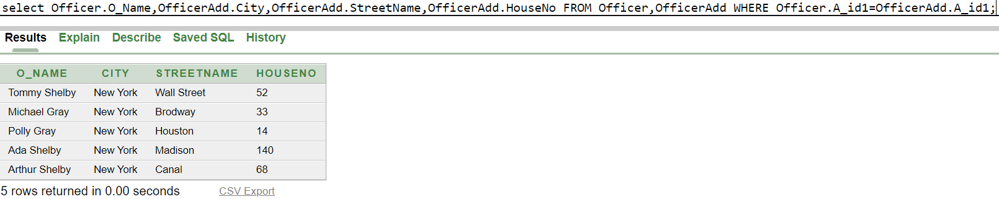 select Officer.O_Name,OfficerAdd.City,OfficerAdd.StreetName,OfficerAdd.HouseNo FROM Officer,OfficerAdd WHERE Officer.A_id1=OfficerAdd.A_id1;
Results Explain Describe Saved SQL History
O_NAME CITY STREETNAME HOUSENO
Tommy Shelby New York Wall Street 52
Michael Gray New York Brodway 33
Polly Gray New York Houston 14
Ada Shelby New York Madison 140
Arthur Shelby New York Canal 68
5 rows returned in 0.00 seconds CSV Export